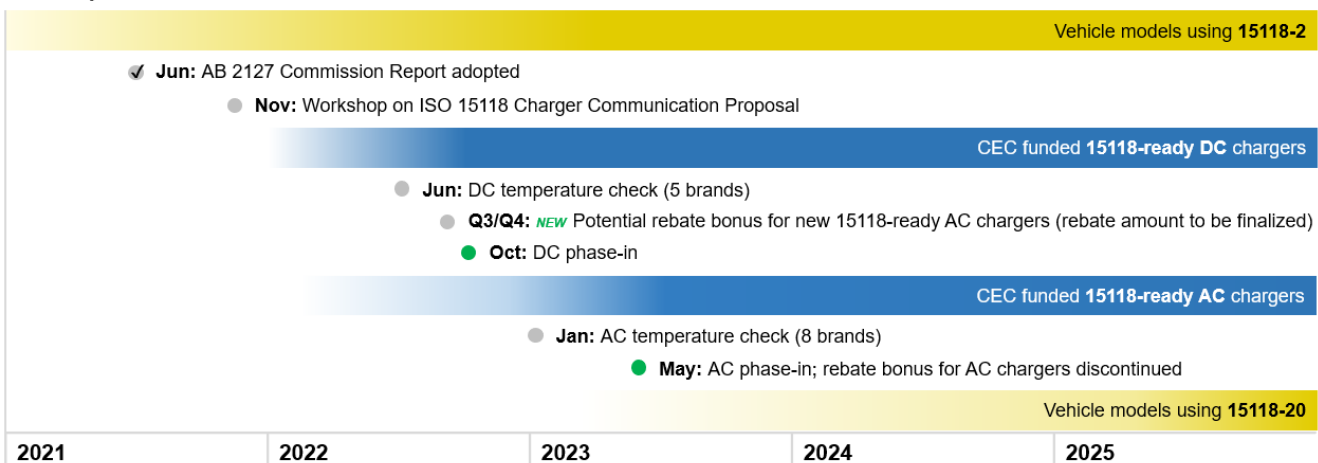 Vehicle models using 15118-2
Jun: AB 2127 Commission Report adopted
Nov: Workshop on ISO 15118 Charger Communication Proposal
CEC funded 15118-ready DC chargers
Jun: DC temperature check (5 brands)
Q3/Q4: NEW Potential rebate bonus for new 15118-ready AC chargers (rebate amount to be finalized)
Oct: DC phase-in
CEC funded 15118-ready AC chargers
Jan: AC temperature check (8 brands)
May: AC phase-in; rebate bonus for AC chargers discontinued
Vehicle models using 15118-20
2021 2022 2023 2024 2025